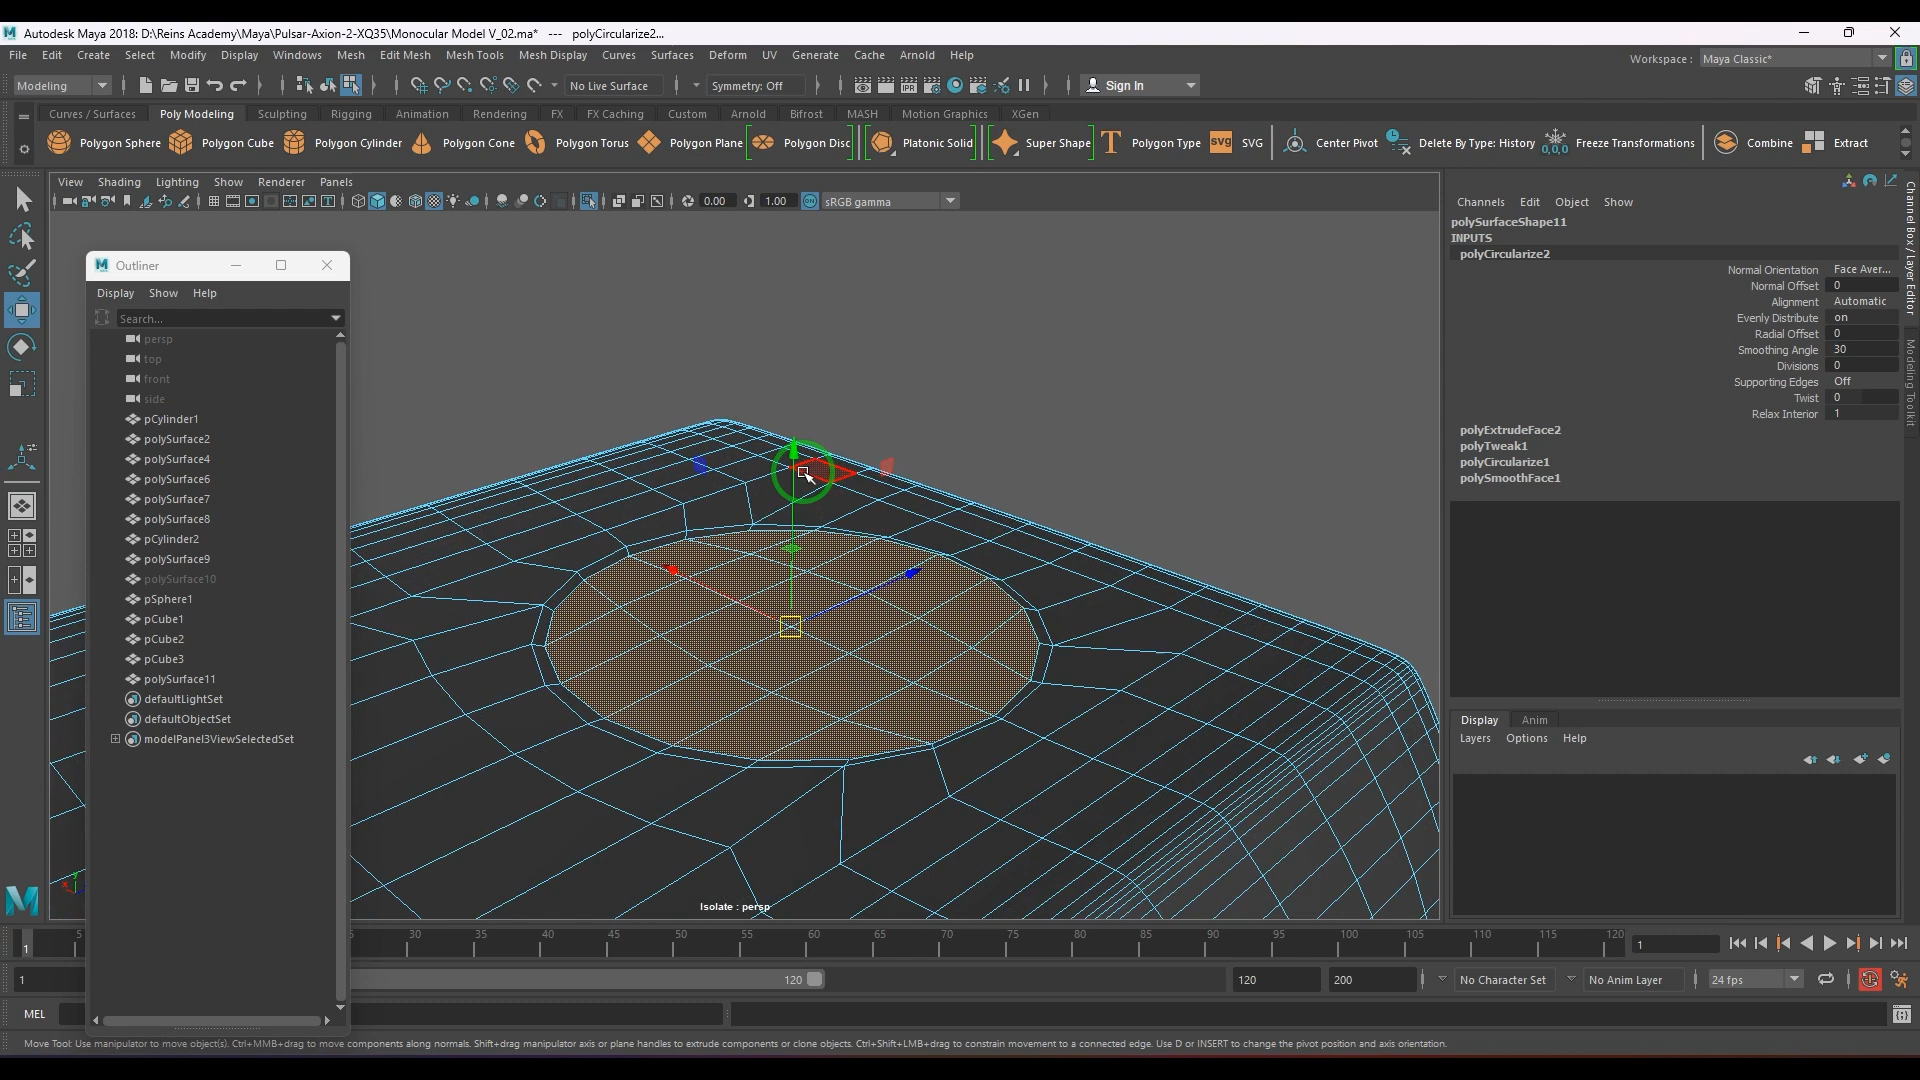 Autodesk Maya 2018: D:\Reins Academy\Maya\Pulsar-Axion-2-XQ35\Monocular Model V_02.ma* --- polyCircularize2...
File Edit Create Select Modify Display Windows Mesh Edit Mesh Mesh Tools Mesh Display Curves Surfaces Deform UV Generate Cache Arnold Help
Workspace : Maya Classic*
Modeling No Live Surface Symmetry: Off Sign In
Curves / Surfaces Poly Modeling Sculpting Rigging Animation Rendering FX FX Caching Custom Arnold Bifrost MASH Motion Graphics XGen
Polygon Sphere Polygon Cube Polygon Cylinder Polygon Cone Polygon Torus Polygon Plane Polygon Disc Platonic Solid Super Shape Polygon Type SVG SVG Center Pivot Delete By Type: History 0,0,0 Freeze Transformations Combine Extract
View Shading Lighting Show Renderer Panels
0.00 1.00 sRGB gamma
Channels Edit Object Show
polySurfaceShape11
INPUTS
polyCircularize2
Normal Orientation Face Aver...
Normal Offset 0
Alignment Automatic
Evenly Distribute on
Radial Offset 0
Smoothing Angle 30
Divisions 0
Supporting Edges Off
Twist 0
Relax Interior 1
polyExtrudeFace2
polyTweak1
polyCircularize1
polySmoothFace1
Channel Box / Layer Editor
Modeling Toolkit
Outliner
Display Show Help
Search...
persp
top
front
side
pCylinder1
polySurface2
polySurface4
polySurface6
polySurface7
polySurface8
pCylinder2
polySurface9
polySurface10
pSphere1
pCube1
pCube2
pCube3
polySurface11
defaultLightSet
defaultObjectSet
modelPanel3ViewSelectedSet
Isolate : persp
Display Anim
Layers Options Help
1 5 30 35 40 45 50 55 60 65 70 75 80 85 90 95 100 105 110 115 120 1
1 120 120 200 No Character Set No Anim Layer 24 fps
MEL
Move Tool: Use manipulator to move object(s). Ctrl+MMB+drag to move components along normals. Shift+drag manipulator axis or plane handles to extrude components or clone objects. Ctrl+Shift+LMB+drag to constrain movement to a connected edge. Use D or INSERT to change the pivot position and axis orientation.